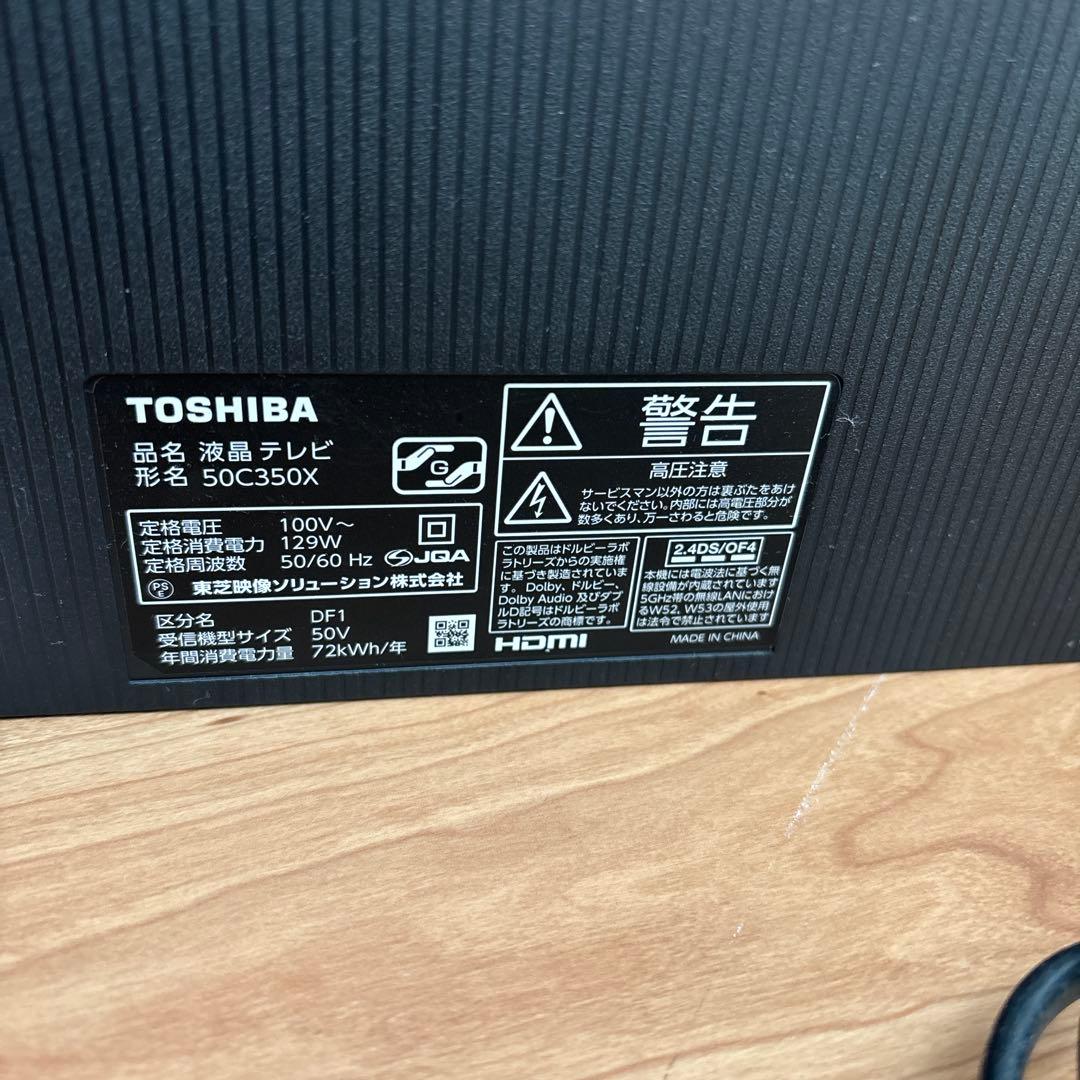 TOSHIBA
品名 液晶 テレビ
形名 50C350X
G
定格電圧 100V～
定格消費電力 129W
定格周波数 50/60 Hz
JQA
PS
E
東芝映像ソリューション株式会社
区分名 DF1
受信機型サイズ 50V
年間消費電力量 72kWh/年
警告
高圧注意
サービスマン以外の方は裏ぶたをあけ
ないでください。内部には高電圧部分が
数多くあり、万一さわると危険です。
この製品はドルビーラボ
ラトリーズからの実施権
に基づき製造されていま
す。Dolby、ドルビー、
Dolby Audio 及びダブ
ルD記号はドルビーラボ
ラトリーズの商標です。
HDMI
2.4DS/OF4
本機には電波法に基づく無
線設備が内蔵されています
5GHz帯の無線LANにおけ
るW52、W53の屋外使用
は法令で禁止されています
MADE IN CHINA